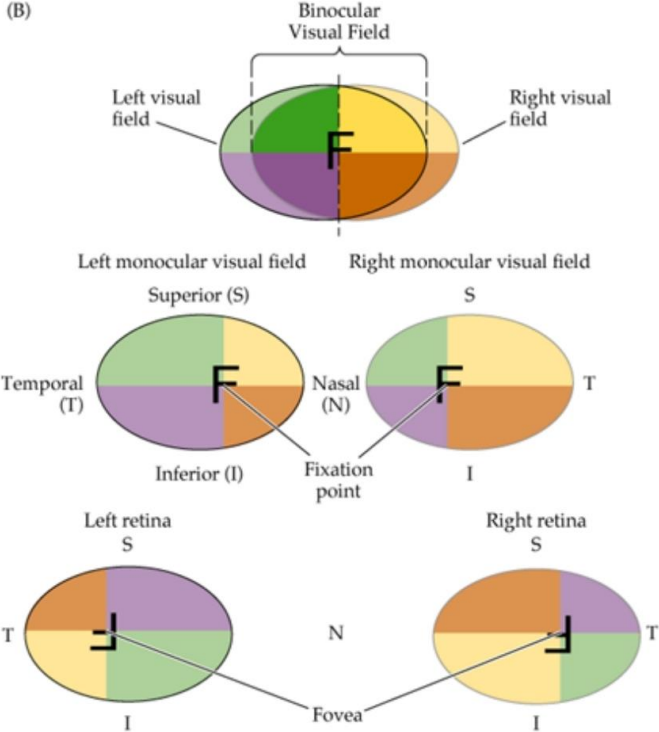 (B)
Binocular
Visual Field
Left visual
field
Right visual
field
F
Left monocular visual field
Right monocular visual field
Superior (S)
S
Temporal
(T)
F
Nasal
(N)
F
T
Inferior (I)
Fixation
point
I
Left retina
S
Right retina
S
T
F
N
F
T
Fovea
I
I